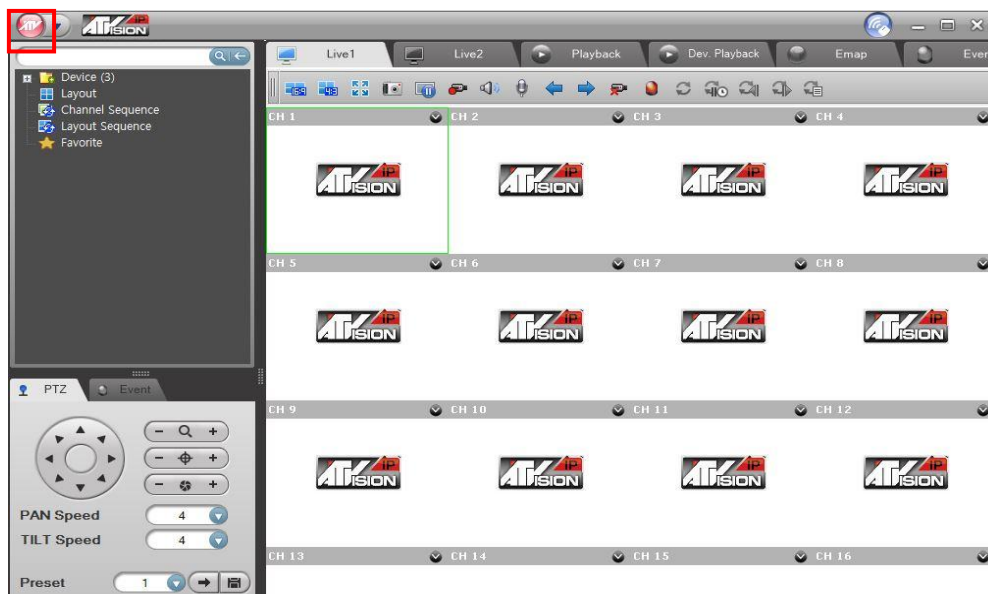 ATV ATVISION IP
Live1 Live2 Playback Dev. Playback Emap Even
Device (3)
Layout
Channel Sequence
Layout Sequence
Favorite
CH 1 CH 2 CH 3 CH 4
ATVISION IP ATVISION IP ATVISION IP ATVISION IP
CH 5 CH 6 CH 7 CH 8
ATVISION IP ATVISION IP ATVISION IP ATVISION IP
CH 9 CH 10 CH 11 CH 12
ATVISION IP ATVISION IP ATVISION IP ATVISION IP
CH 13 CH 14 CH 15 CH 16
PTZ Event
PAN Speed 4
TILT Speed 4
Preset 1